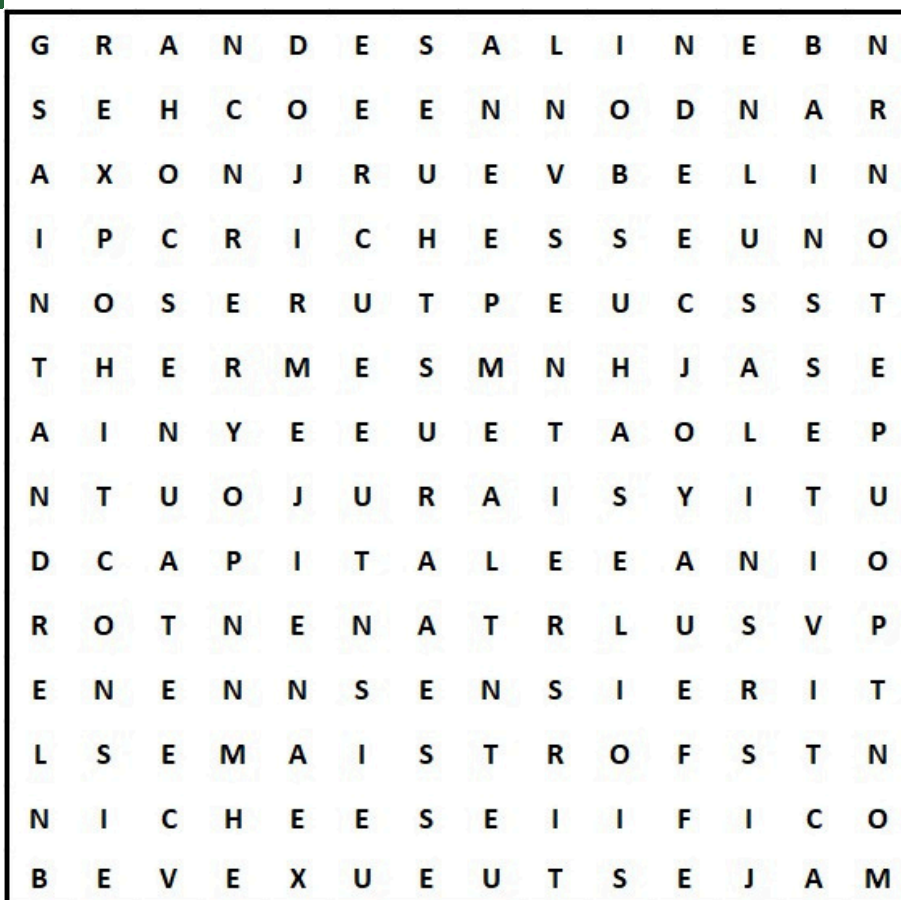 G R A N D E S A L I N E B N
S E H C O E E N N O D N A R
A X O N J R U E V B E L I N
I P C R I C H E S S E U N O
N O S E R U T P E U C S S T
T H E R M E S M N H J A S E
A I N Y E E U E T A O L E P
N T U O J U R A I S Y I T U
D C A P I T A L E E A N I O
R O T N E N A T R L U S V P
E N E N N S E N S I E R I T
L S E M A I S T R O F S T N
N I C H E E S E I I F I C O
B E V E X U E U T S E J A M